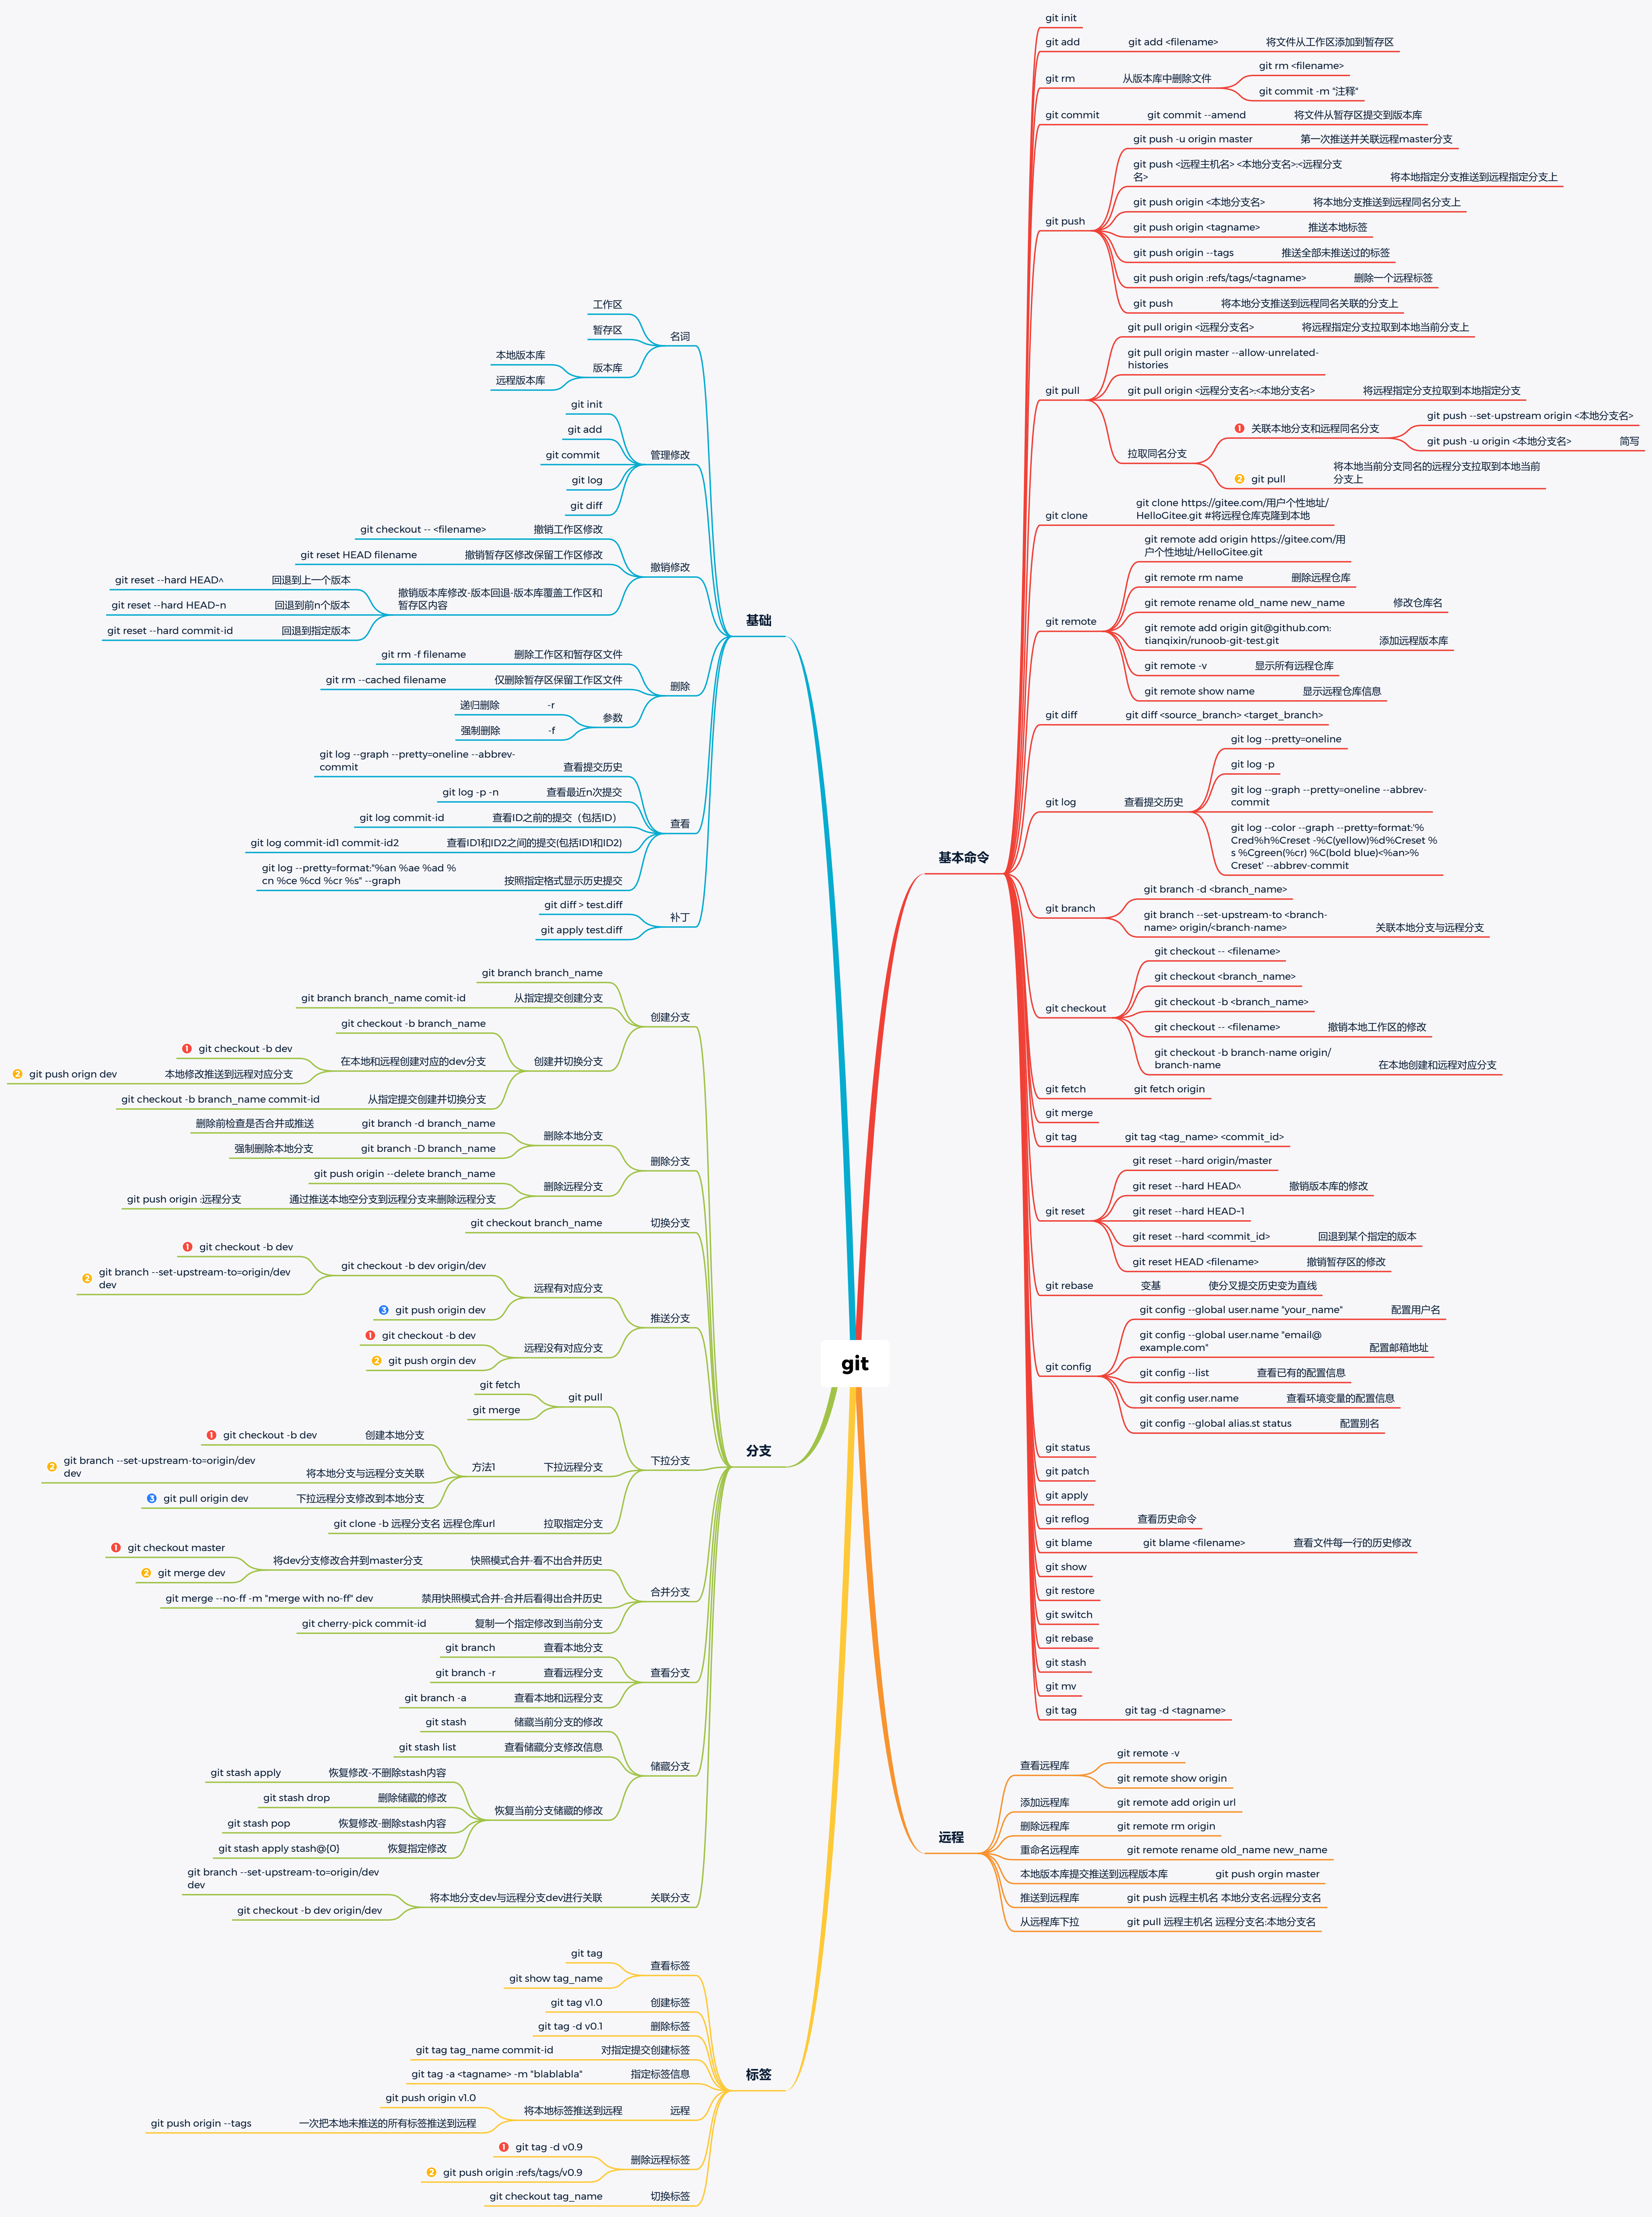 git
基础
名词
工作区
暂存区
版本库
本地版本库
远程版本库
管理修改
git init
git add
git commit
git log
git diff
撤销修改
撤销工作区修改
git checkout -- <filename>
撤销暂存区修改保留工作区修改
git reset HEAD filename
撤销版本库修改-版本回退-版本库覆盖工作区和
暂存区内容
回退到上一个版本
git reset --hard HEAD^
回退到前n个版本
git reset --hard HEAD~n
回退到指定版本
git reset --hard commit-id
删除
删除工作区和暂存区文件
git rm -f filename
仅删除暂存区保留工作区文件
git rm --cached filename
参数
-r
递归删除
-f
强制删除
查看
查看提交历史
git log --graph --pretty=oneline --abbrev-
commit
查看最近n次提交
git log -p -n
查看ID之前的提交（包括ID）
git log commit-id
查看ID1和ID2之间的提交(包括ID1和ID2)
git log commit-id1 commit-id2
按照指定格式显示历史提交
git log --pretty=format:"%an %ae %ad %
cn %ce %cd %cr %s" --graph
补丁
git diff > test.diff
git apply test.diff
分支
创建分支
git branch branch_name
从指定提交创建分支
git branch branch_name comit-id
创建并切换分支
git checkout -b branch_name
在本地和远程创建对应的dev分支
1 git checkout -b dev
本地修改推送到远程对应分支
2 git push orign dev
从指定提交创建并切换分支
git checkout -b branch_name commit-id
删除分支
删除本地分支
git branch -d branch_name
删除前检查是否合并或推送
git branch -D branch_name
强制删除本地分支
删除远程分支
git push origin --delete branch_name
通过推送本地空分支到远程分支来删除远程分支
git push origin :远程分支
切换分支
git checkout branch_name
推送分支
远程有对应分支
git checkout -b dev origin/dev
1 git checkout -b dev
2 git branch --set-upstream-to=origin/dev
dev
3 git push origin dev
远程没有对应分支
1 git checkout -b dev
2 git push orgin dev
下拉分支
git pull
git fetch
git merge
下拉远程分支
方法1
创建本地分支
1 git checkout -b dev
将本地分支与远程分支关联
2 git branch --set-upstream-to=origin/dev
dev
下拉远程分支修改到本地分支
3 git pull origin dev
拉取指定分支
git clone -b 远程分支名 远程仓库url
合并分支
快照模式合并-看不出合并历史
将dev分支修改合并到master分支
1 git checkout master
2 git merge dev
禁用快照模式合并-合并后看得出合并历史
git merge --no-ff -m "merge with no-ff" dev
复制一个指定修改到当前分支
git cherry-pick commit-id
查看分支
查看本地分支
git branch
查看远程分支
git branch -r
查看本地和远程分支
git branch -a
储藏分支
储藏当前分支的修改
git stash
查看储藏分支修改信息
git stash list
恢复当前分支储藏的修改
恢复修改-不删除stash内容
git stash apply
删除储藏的修改
git stash drop
恢复修改-删除stash内容
git stash pop
恢复指定修改
git stash apply stash@{0}
关联分支
将本地分支dev与远程分支dev进行关联
git branch --set-upstream-to=origin/dev
dev
git checkout -b dev origin/dev
标签
查看标签
git tag
git show tag_name
创建标签
git tag v1.0
删除标签
git tag -d v0.1
对指定提交创建标签
git tag tag_name commit-id
指定标签信息
git tag -a <tagname> -m "blablabla"
远程
将本地标签推送到远程
git push origin v1.0
一次把本地未推送的所有标签推送到远程
git push origin --tags
删除远程标签
1 git tag -d v0.9
2 git push origin :refs/tags/v0.9
切换标签
git checkout tag_name
基本命令
git init
git add
git add <filename>
将文件从工作区添加到暂存区
git rm
从版本库中删除文件
git rm <filename>
git commit -m "注释"
git commit
git commit --amend
将文件从暂存区提交到版本库
git push
git push -u origin master
第一次推送并关联远程master分支
git push <远程主机名> <本地分支名>:<远程分支
名>
将本地指定分支推送到远程指定分支上
git push origin <本地分支名>
将本地分支推送到远程同名分支上
git push origin <tagname>
推送本地标签
git push origin --tags
推送全部未推送过的标签
git push origin :refs/tags/<tagname>
删除一个远程标签
git push
将本地分支推送到远程同名关联的分支上
git pull
git pull origin <远程分支名>
将远程指定分支拉取到本地当前分支上
git pull origin master --allow-unrelated-
histories
git pull origin <远程分支名>:<本地分支名>
将远程指定分支拉取到本地指定分支
拉取同名分支
1 关联本地分支和远程同名分支
git push --set-upstream origin <本地分支名>
git push -u origin <本地分支名>
简写
2 git pull
将本地当前分支同名的远程分支拉取到本地当前
分支上
git clone
git clone https://gitee.com/用户个性地址/
HelloGitee.git #将远程仓库克隆到本地
git remote
git remote add origin https://gitee.com/用
户个性地址/HelloGitee.git
git remote rm name
删除远程仓库
git remote rename old_name new_name
修改仓库名
git remote add origin git@github.com:
tianqixin/runoob-git-test.git
添加远程版本库
git remote -v
显示所有远程仓库
git remote show name
显示远程仓库信息
git diff
git diff <source_branch> <target_branch>
git log
查看提交历史
git log --pretty=oneline
git log -p
git log --graph --pretty=oneline --abbrev-
commit
git log --color --graph --pretty=format:'%
Cred%h%Creset -%C(yellow)%d%Creset %
s %Cgreen(%cr) %C(bold blue)<%an>%
Creset' --abbrev-commit
git branch
git branch -d <branch_name>
git branch --set-upstream-to <branch-
name> origin/<branch-name>
关联本地分支与远程分支
git checkout
git checkout -- <filename>
git checkout <branch_name>
git checkout -b <branch_name>
git checkout -- <filename>
撤销本地工作区的修改
git checkout -b branch-name origin/
branch-name
在本地创建和远程对应分支
git fetch
git fetch origin
git merge
git tag
git tag <tag_name> <commit_id>
git reset
git reset --hard origin/master
git reset --hard HEAD^
撤销版本库的修改
git reset --hard HEAD~1
git reset --hard <commit_id>
回退到某个指定的版本
git reset HEAD <filename>
撤销暂存区的修改
git rebase
变基
使分叉提交历史变为直线
git config
git config --global user.name "your_name"
配置用户名
git config --global user.name "email@
example.com"
配置邮箱地址
git config --list
查看已有的配置信息
git config user.name
查看环境变量的配置信息
git config --global alias.st status
配置别名
git status
git patch
git apply
git reflog
查看历史命令
git blame
git blame <filename>
查看文件每一行的历史修改
git show
git restore
git switch
git rebase
git stash
git mv
git tag
git tag -d <tagname>
远程
查看远程库
git remote -v
git remote show origin
添加远程库
git remote add origin url
删除远程库
git remote rm origin
重命名远程库
git remote rename old_name new_name
本地版本库提交推送到远程版本库
git push orgin master
推送到远程库
git push 远程主机名 本地分支名:远程分支名
从远程库下拉
git pull 远程主机名 远程分支名:本地分支名